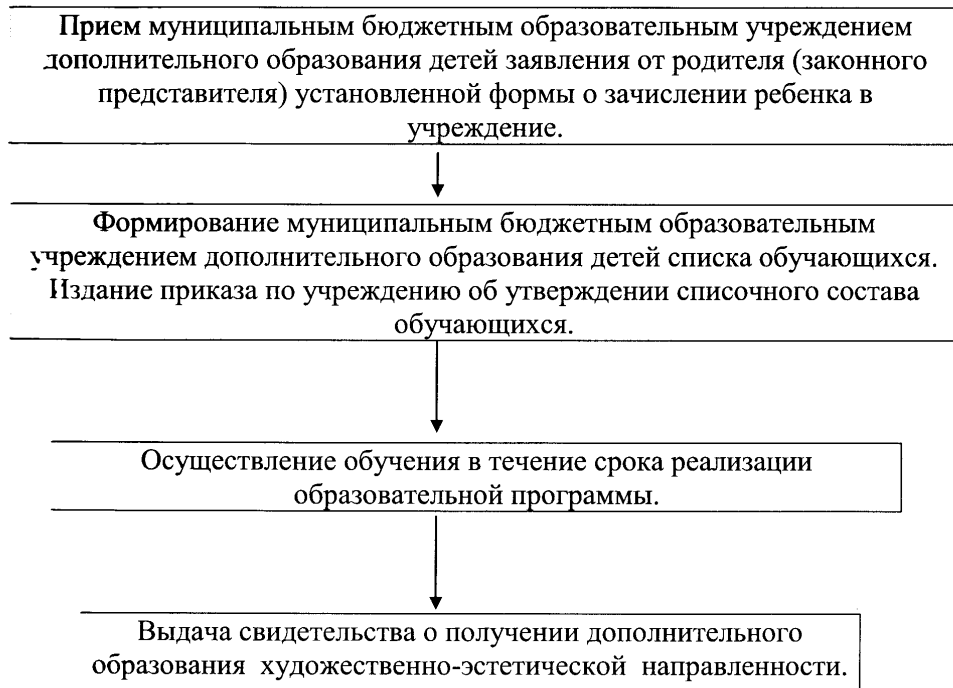 Прием муниципальным бюджетным образовательным учреждением
дополнительного образования детей заявления от родителя (законного
представителя) установленной формы о зачислении ребенка в
учреждение.
Формирование муниципальным бюджетным образовательным
учреждением дополнительного образования детей списка обучающихся.
Издание приказа по учреждению об утверждении списочного состава
обучающихся.
Осуществление обучения в течение срока реализации
образовательной программы.
Выдача свидетельства о получении дополнительного
образования художественно-эстетической направленности.